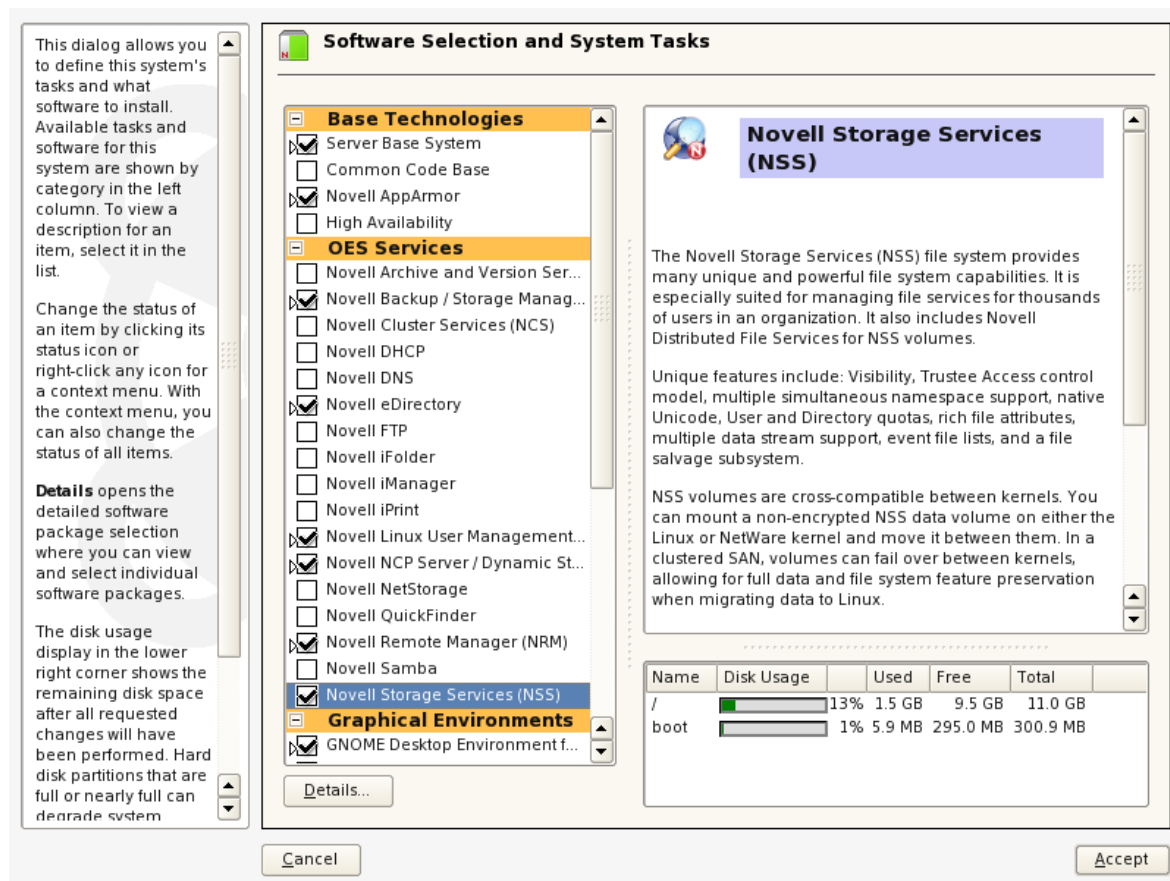 This dialog allows you
to define this system's
tasks and what
software to install.
Available tasks and
software for this
system are shown by
category in the left
column. To view a
description for an
item, select it in the
list.
Change the status of
an item by clicking its
status icon or
right-click any icon for
a context menu. With
the context menu, you
can also change the
status of all items.
Details opens the
detailed software
package selection
where you can view
and select individual
software packages.
The disk usage
display in the lower
right corner shows the
remaining disk space
after all requested
changes will have
been performed. Hard
disk partitions that are
full or nearly full can
degrade system
Software Selection and System Tasks
Base Technologies
Server Base System
Common Code Base
Novell AppArmor
High Availability
OES Services
Novell Archive and Version Ser...
Novell Backup / Storage Manag...
Novell Cluster Services (NCS)
Novell DHCP
Novell DNS
Novell eDirectory
Novell FTP
Novell iFolder
Novell iManager
Novell iPrint
Novell Linux User Management...
Novell NCP Server / Dynamic St...
Novell NetStorage
Novell QuickFinder
Novell Remote Manager (NRM)
Novell Samba
Novell Storage Services (NSS)
Graphical Environments
GNOME Desktop Environment f...
Details...
Novell Storage Services
(NSS)
The Novell Storage Services (NSS) file system provides
many unique and powerful file system capabilities. It is
especially suited for managing file services for thousands
of users in an organization. It also includes Novell
Distributed File Services for NSS volumes.
Unique features include: Visibility, Trustee Access control
model, multiple simultaneous namespace support, native
Unicode, User and Directory quotas, rich file attributes,
multiple data stream support, event file lists, and a file
salvage subsystem.
NSS volumes are cross-compatible between kernels. You
can mount a non-encrypted NSS data volume on either the
Linux or NetWare kernel and move it between them. In a
clustered SAN, volumes can fail over between kernels,
allowing for full data and file system feature preservation
when migrating data to Linux.
Name Disk Usage Used Free Total
/ 13% 1.5 GB 9.5 GB 11.0 GB
boot 1% 5.9 MB 295.0 MB 300.9 MB
Cancel
Accept